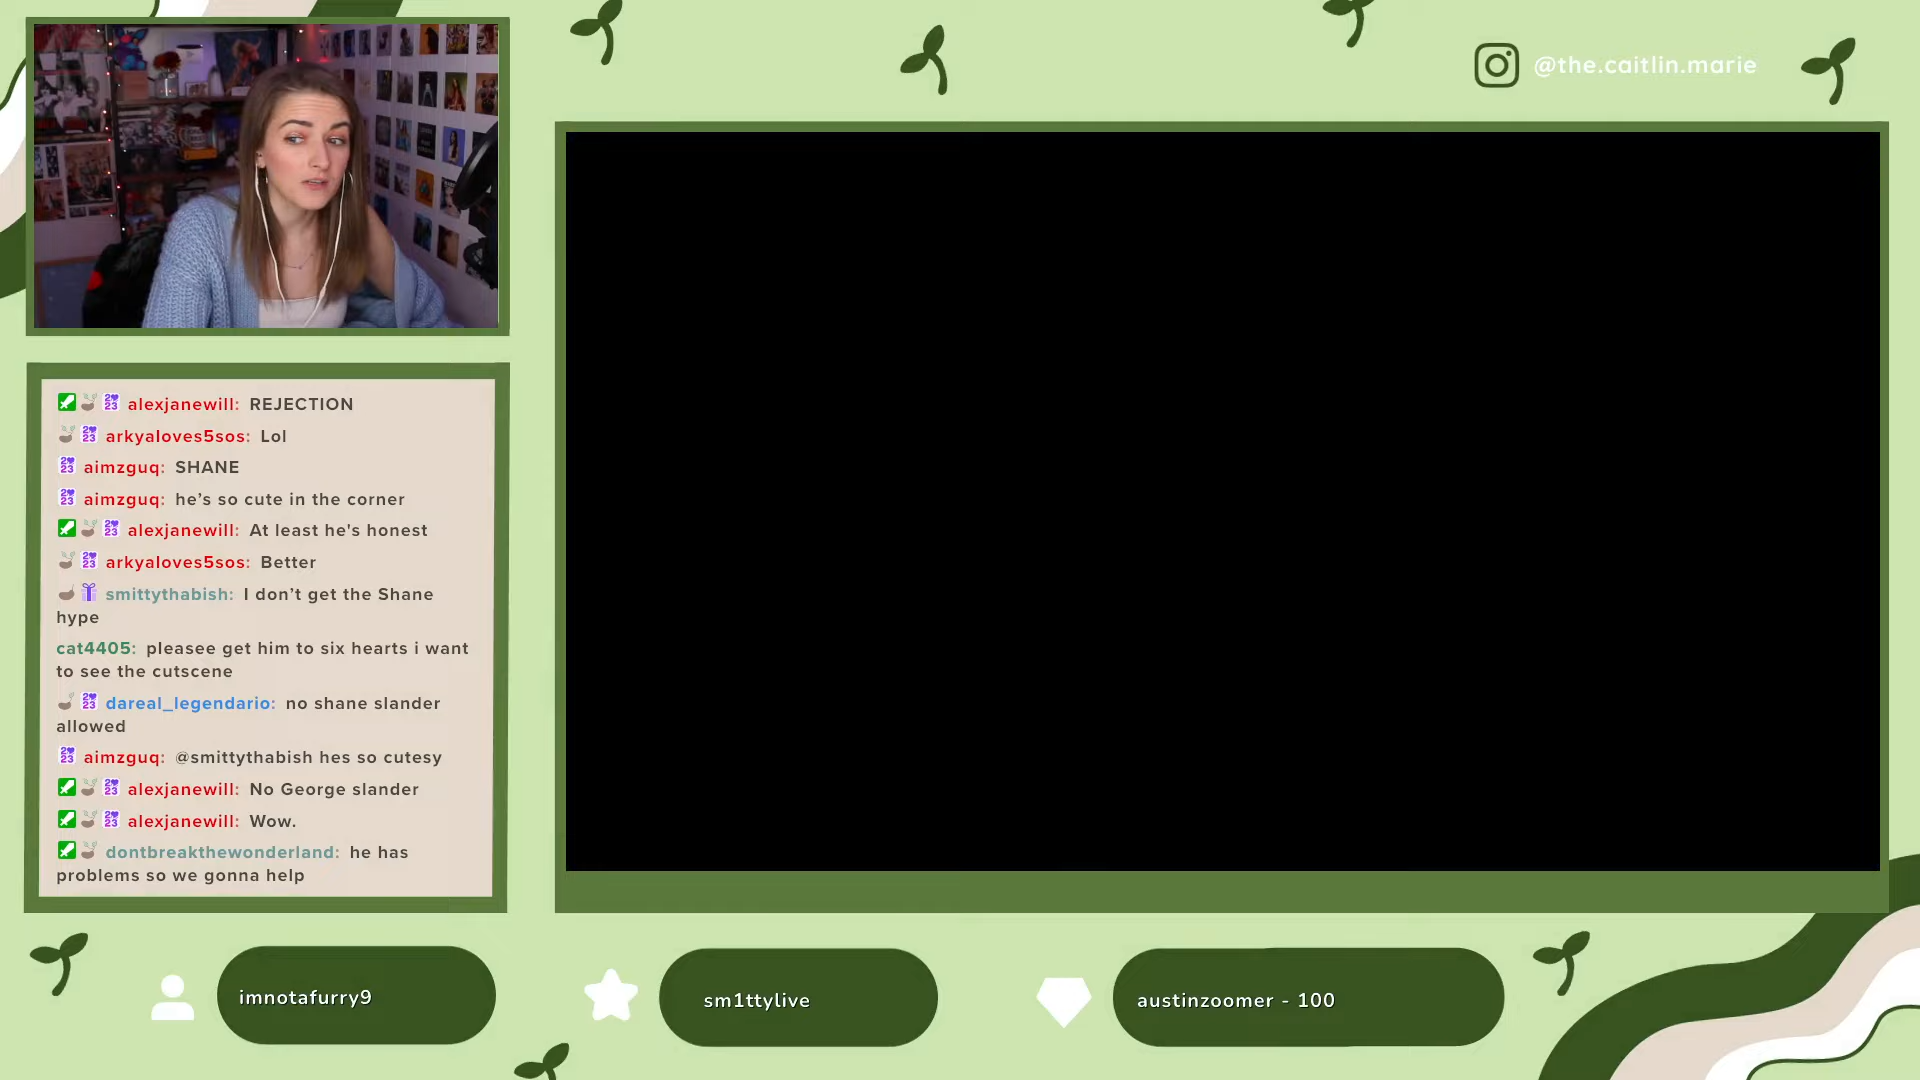 @the.caitlin.marie
alexjanewill: REJECTION
arkyaloves5sos: Lol
aimzguq: SHANE
aimzguq: he's so cute in the corner
alexjanewill: At least he's honest
arkyaloves5sos: Better
smittythabish: I don't get the Shane
hype
cat4405: pleasee get him to six hearts i want
to see the cutscene
dareal_legendario: no shane slander
allowed
aimzguq: @smittythabish hes so cutesy
alexjanewill: No George slander
alexjanewill: Wow.
dontbreakthewonderland: he has
problems so we gonna help
imnotafurry9
sm1ttylive
austinzoomer - 100